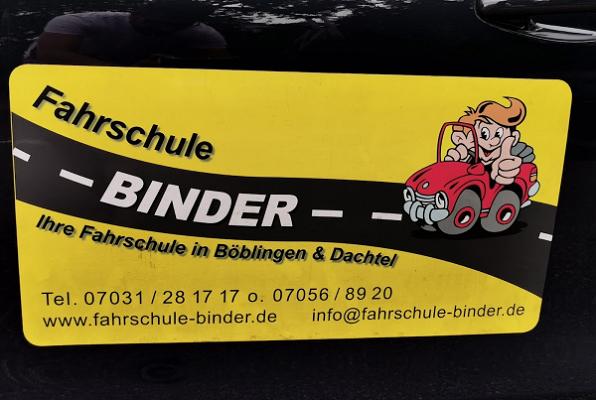 Fahrschule
BINDER
Ihre Fahrschule in Böblingen & Dachtel
Tel. 07031 / 28 17 17 o. 07056 / 89 20
www.fahrschule-binder.de info@fahrschule-binder.de